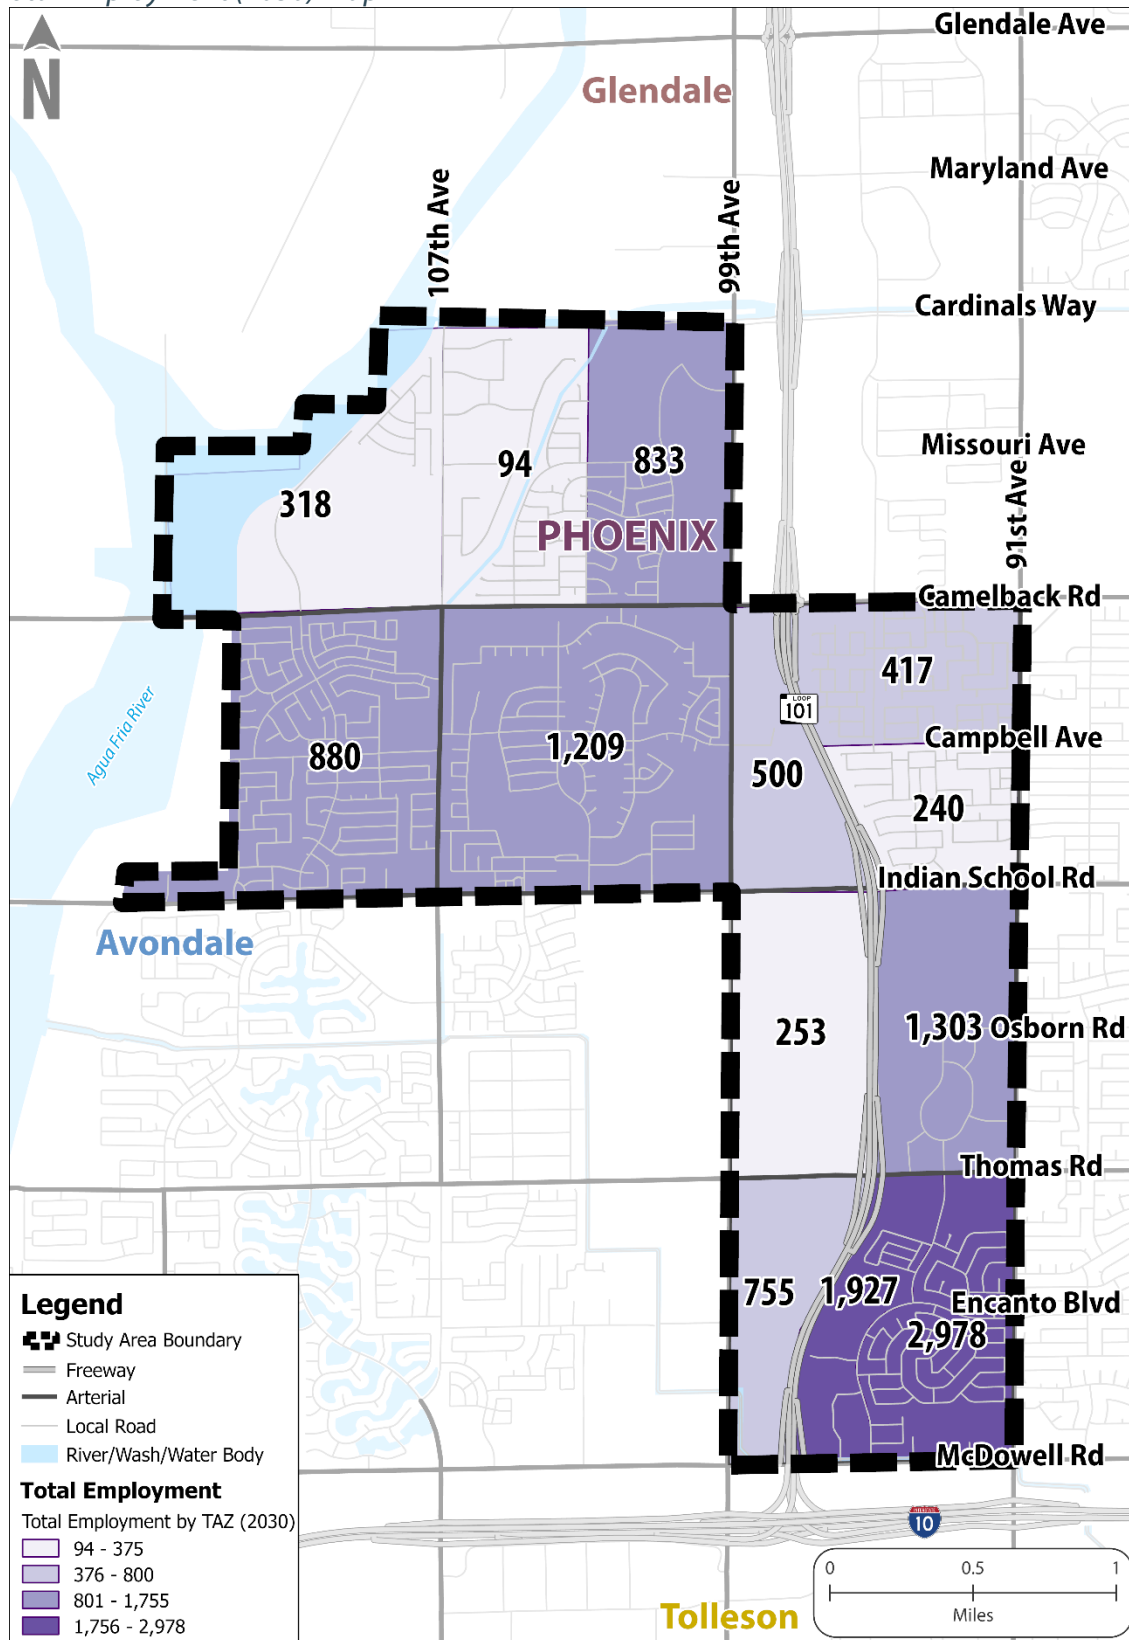 Glendale Ave
N
Glendale
Maryland Ave
107th Ave
99th Ave
Cardinals Way
Missouri Ave
94
833
318
91st Ave
PHOENIX
Camelback Rd
417
LOOP
101
Agua Fria River
Campbell Ave
880
1,209
500
240
Indian School Rd
Avondale
253
1,303
Osborn Rd
Thomas Rd
755
1,927
Encanto Blvd
2,978
McDowell Rd
10
Tolleson
Legend
Study Area Boundary
Freeway
Arterial
Local Road
River/Wash/Water Body
Total Employment
Total Employment by TAZ (2030)
94 - 375
376 - 800
801 - 1,755
1,756 - 2,978
0 0.5 1
Miles